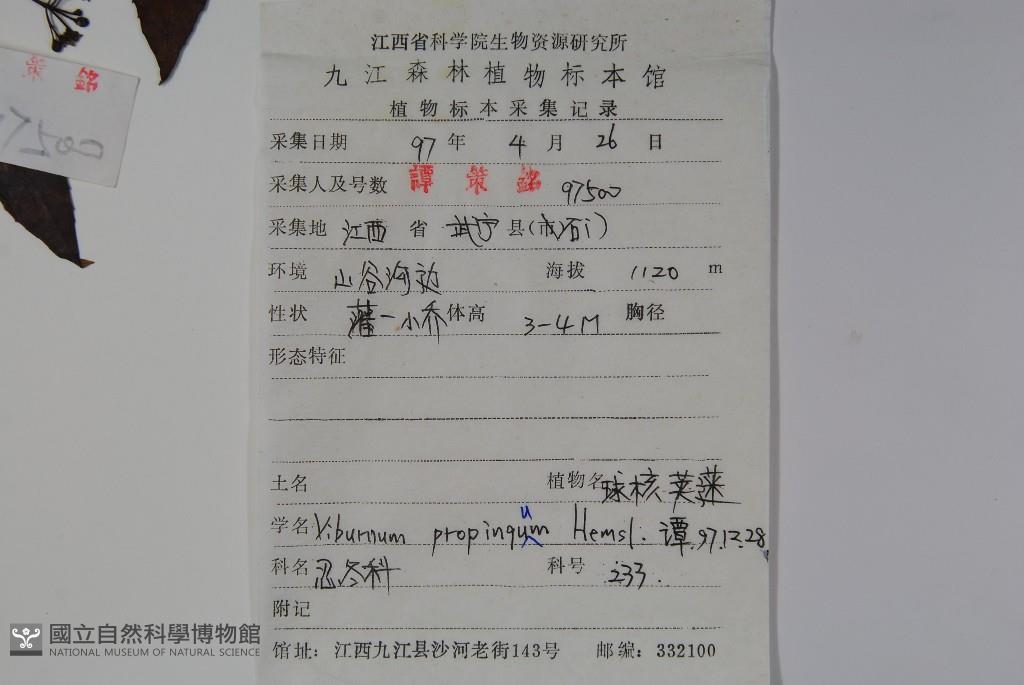 江西省科学院生物资源研究所
九江森林植物标本馆
植物标本采集记录
采集日期 97 年 4 月 26 日
采集人及号数 譚策銘 97500
采集地 江西 省 武宁 县(市)
环境 山谷河边 海拔 1120 m
性状 灌-小乔 体高 3-4M 胸径
形态特征
土名 植物名 球核荚蒾
学名 Viburnum propinquum Hemsl. 譚.97.12.28
科名 忍冬科 科号 233.
附记
馆址: 江西九江县沙河老街143号 邮编: 332100
策銘
7500
國立自然科學博物館
NATIONAL MUSEUM OF NATURAL SCIENCE